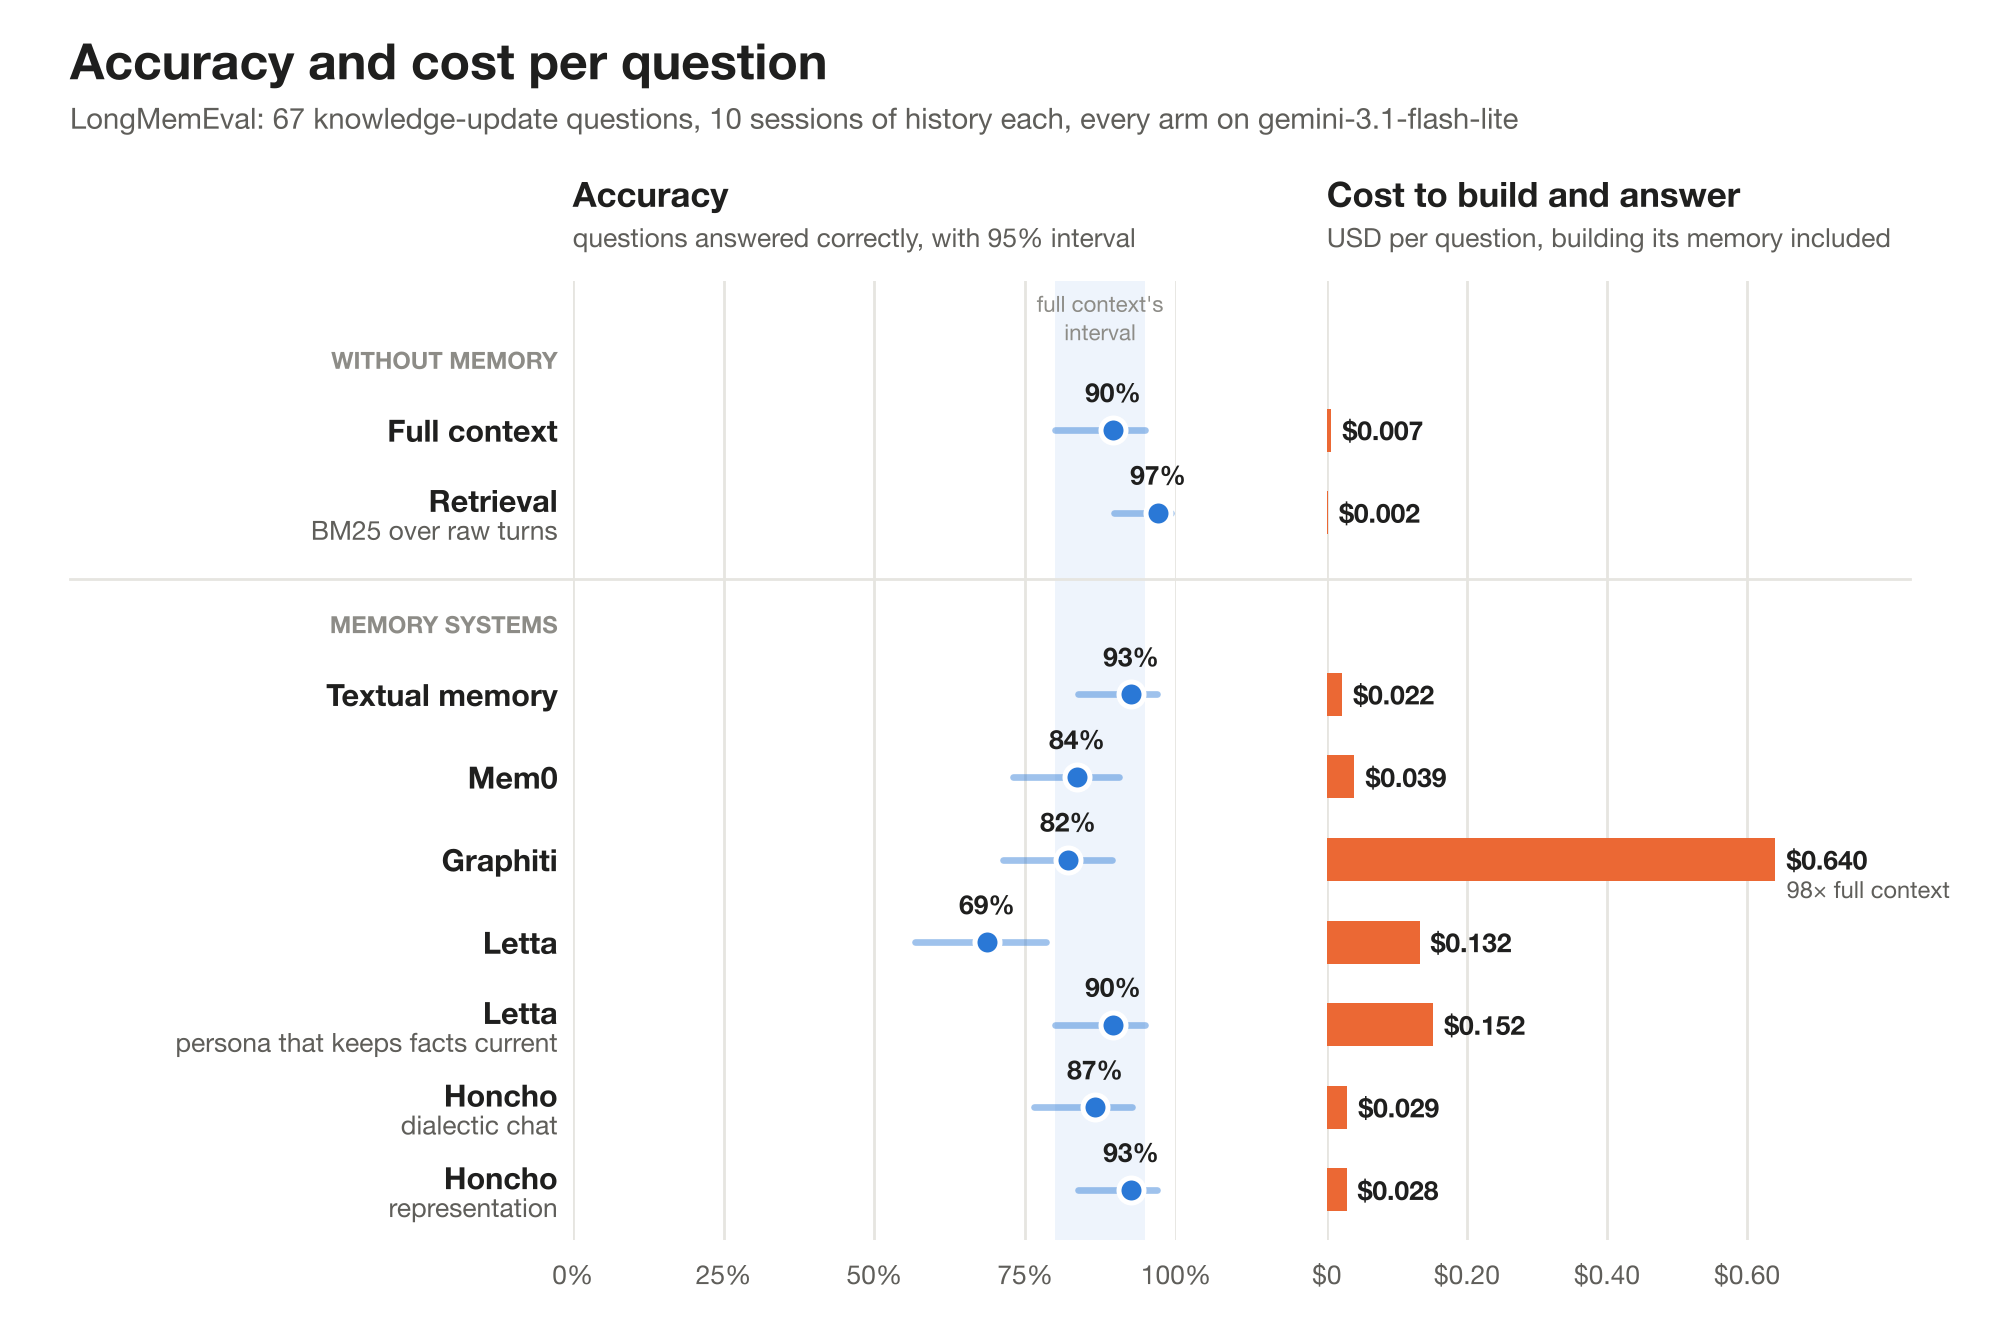 Accuracy and cost per question
LongMemEval: 67 knowledge-update questions, 10 sessions of history each, every arm on gemini-3.1-flash-lite
Accuracy
questions answered correctly, with 95% interval
Cost to build and answer
USD per question, building its memory included
full context's
interval
WITHOUT MEMORY
Full context
90%
$0.007
Retrieval
BM25 over raw turns
97%
$0.002
MEMORY SYSTEMS
Textual memory
93%
$0.022
Mem0
84%
$0.039
Graphiti
82%
$0.640
98× full context
Letta
69%
$0.132
Letta
persona that keeps facts current
90%
$0.152
Honcho
dialectic chat
87%
$0.029
Honcho
representation
93%
$0.028
0% 25% 50% 75% 100%
$0 $0.20 $0.40 $0.60